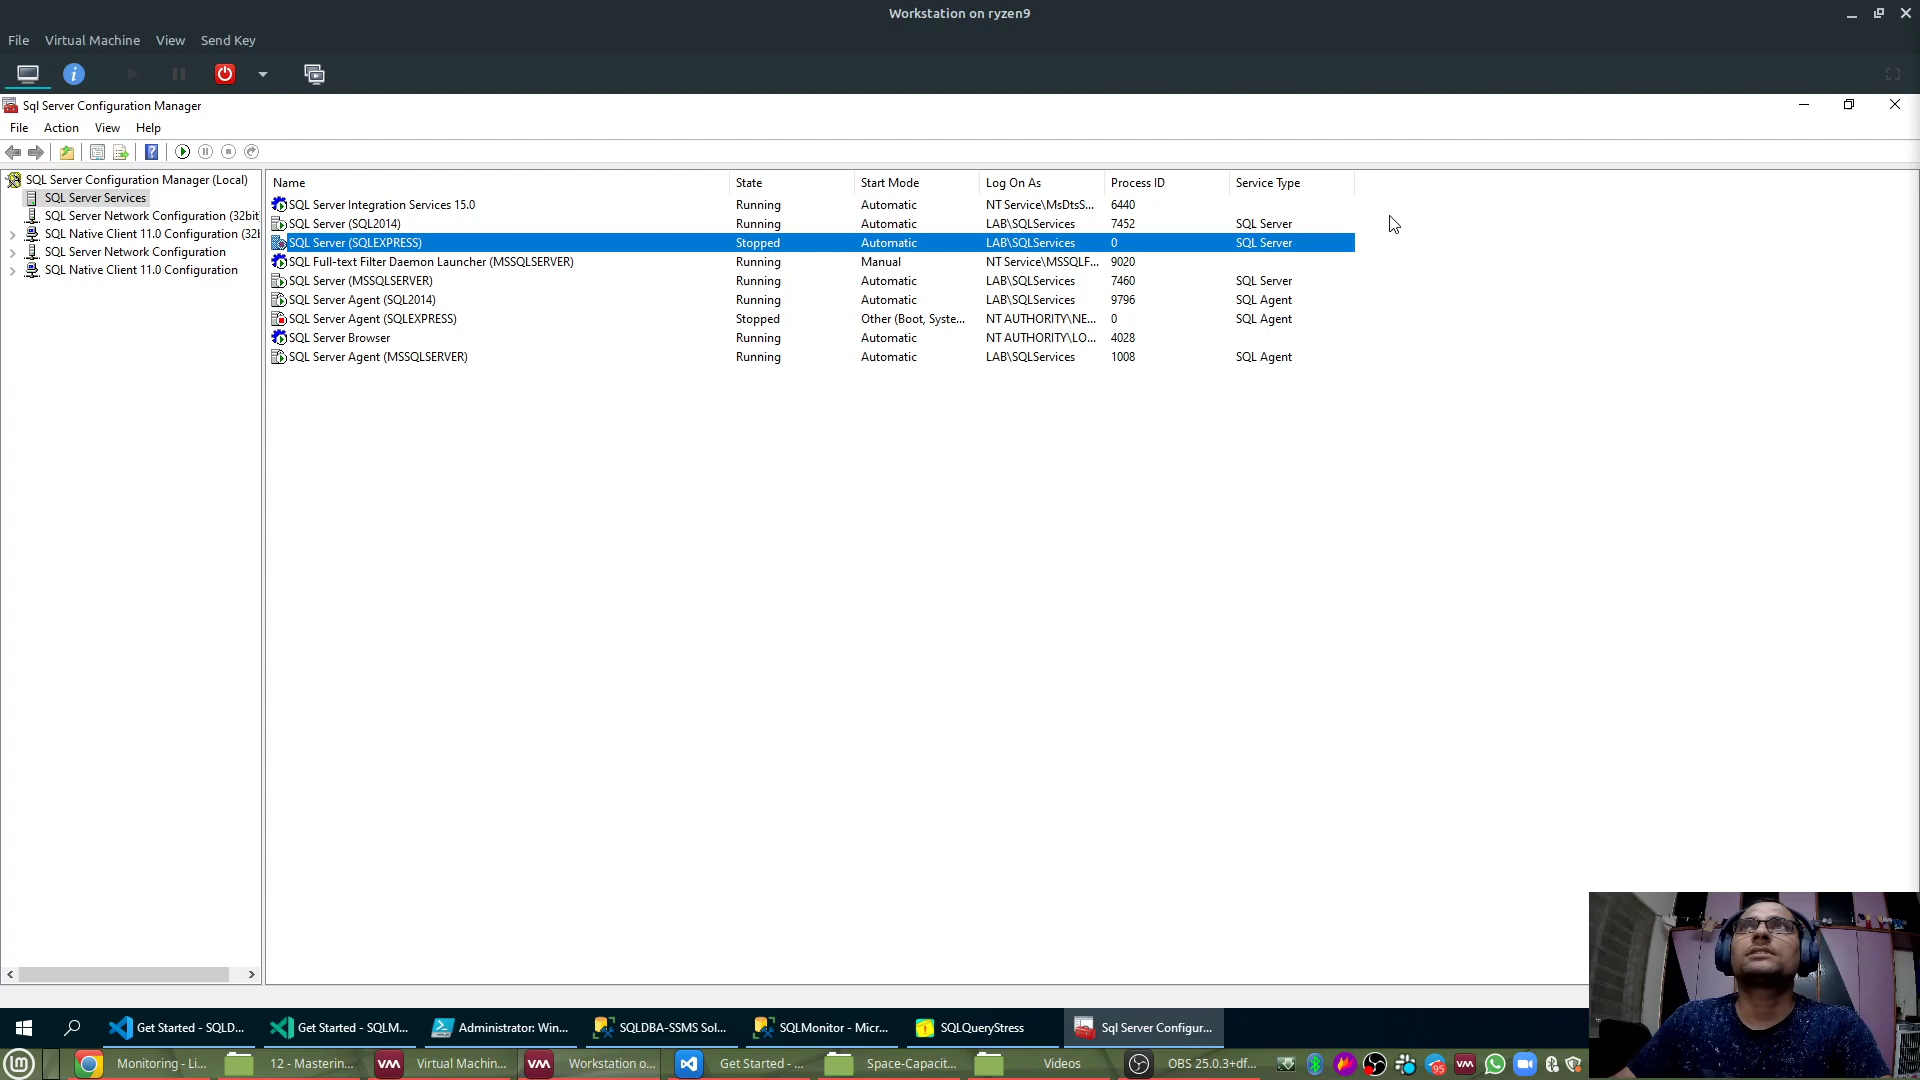 Workstation on ryzen9
File Virtual Machine View Send Key
Sql Server Configuration Manager
File Action View Help
SQL Server Configuration Manager (Local)
SQL Server Services
SQL Server Network Configuration (32bit
SQL Native Client 11.0 Configuration (32b
SQL Server Network Configuration
SQL Native Client 11.0 Configuration
Name State Start Mode Log On As Process ID Service Type
SQL Server Integration Services 15.0 Running Automatic NT Service\MsDtsS... 6440
SQL Server (SQL2014) Running Automatic LAB\SQLServices 7452 SQL Server
SQL Server (SQLEXPRESS) Stopped Automatic LAB\SQLServices 0 SQL Server
SQL Full-text Filter Daemon Launcher (MSSQLSERVER) Running Manual NT Service\MSSQLF... 9020
SQL Server (MSSQLSERVER) Running Automatic LAB\SQLServices 7460 SQL Server
SQL Server Agent (SQL2014) Running Automatic LAB\SQLServices 9796 SQL Agent
SQL Server Agent (SQLEXPRESS) Stopped Other (Boot, Syste... NT AUTHORITY\NE... 0 SQL Agent
SQL Server Browser Running Automatic NT AUTHORITY\LO... 4028
SQL Server Agent (MSSQLSERVER) Running Automatic LAB\SQLServices 1008 SQL Agent
Get Started - SQLD... Get Started - SQLM... Administrator: Win... SQLDBA-SSMS Sol... SQLMonitor - Micr... SQLQueryStress Sql Server Configur...
Monitoring - Li... 12 - Masterin... Virtual Machin... Workstation o... Get Started - ... Space-Capacit... Videos OBS 25.0.3+df... 95